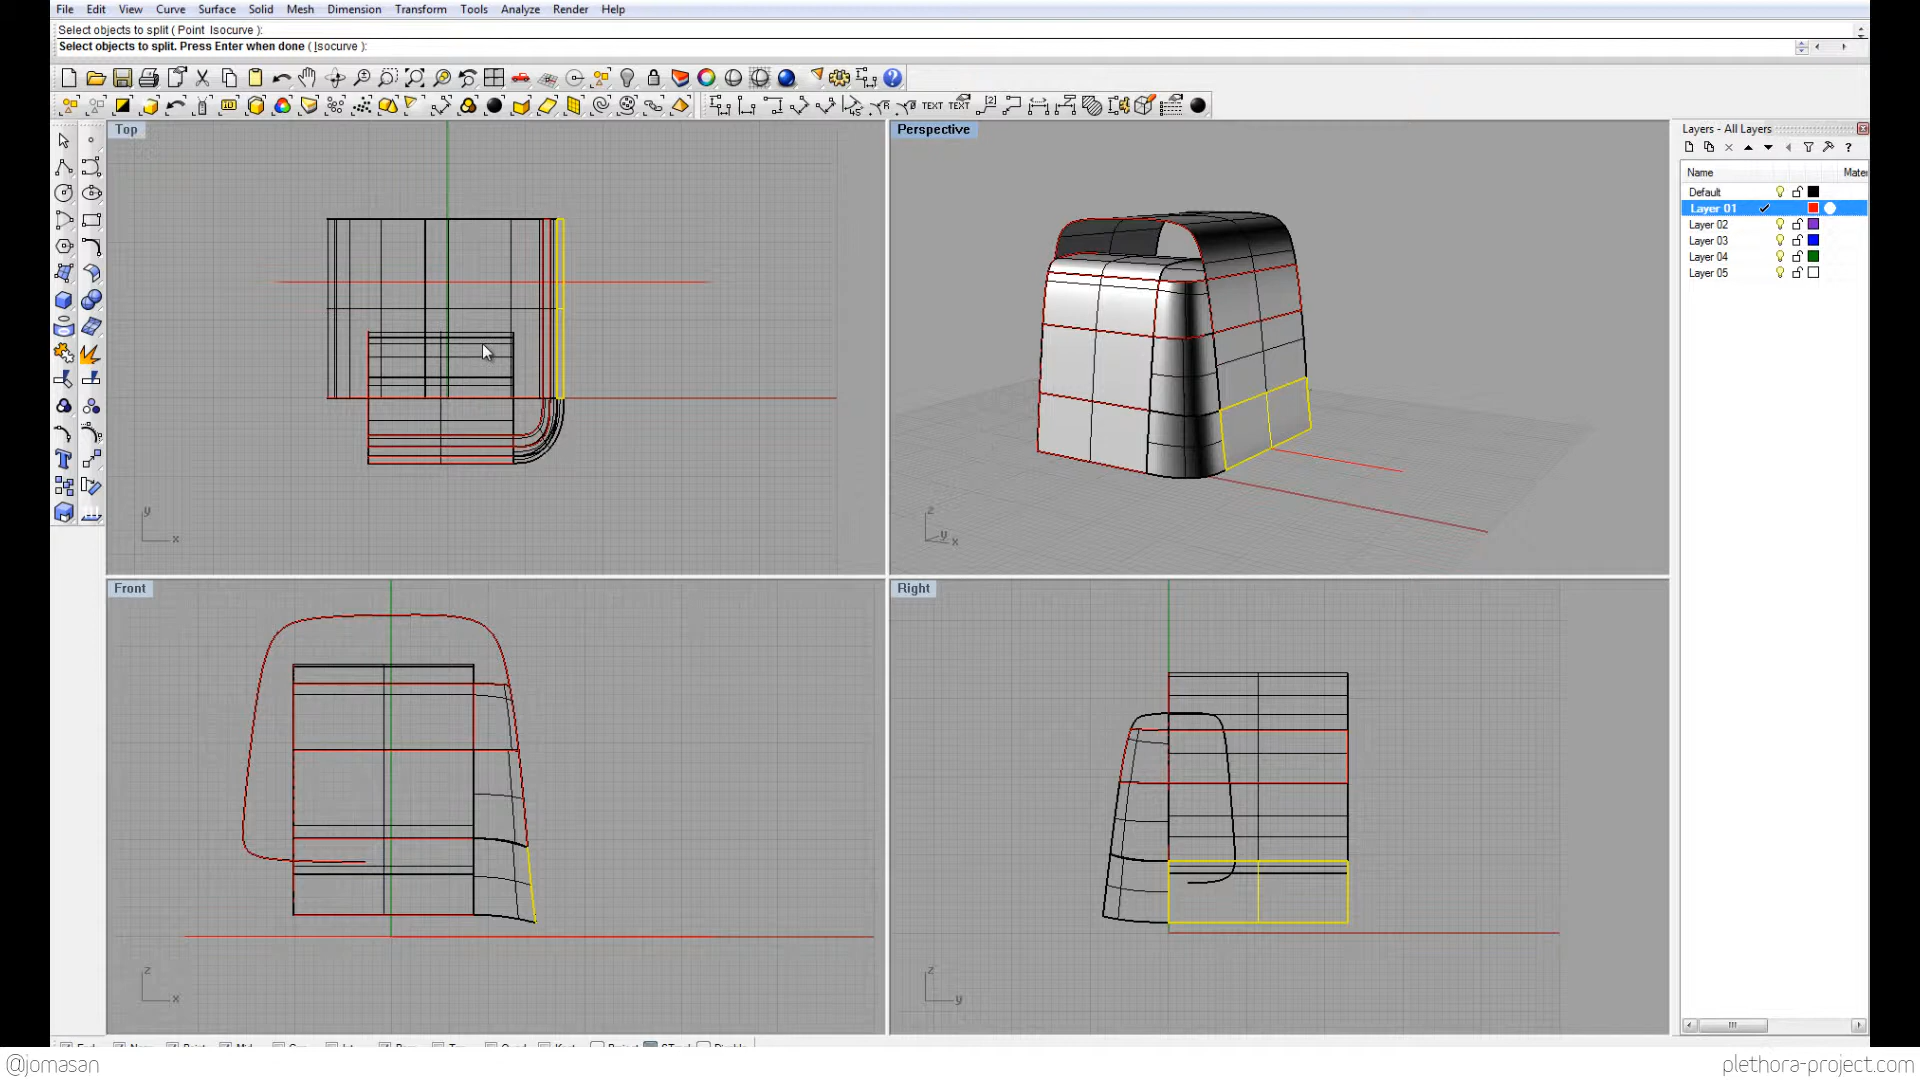 File Edit View Curve Surface Solid Mesh Dimension Transform Tools Analyze Render Help
Select objects to split ( Point Isocurve ):
Select objects to split. Press Enter when done ( Isocurve ):
TEXT TEXT
Top
Perspective
Layers - All Layers
Name Mater
Default
Layer 01
Layer 02
Layer 03
Layer 04
Layer 05
y
x
z
y
x
Front
Right
z
x
z
y
@jomasan
plethora-project.com